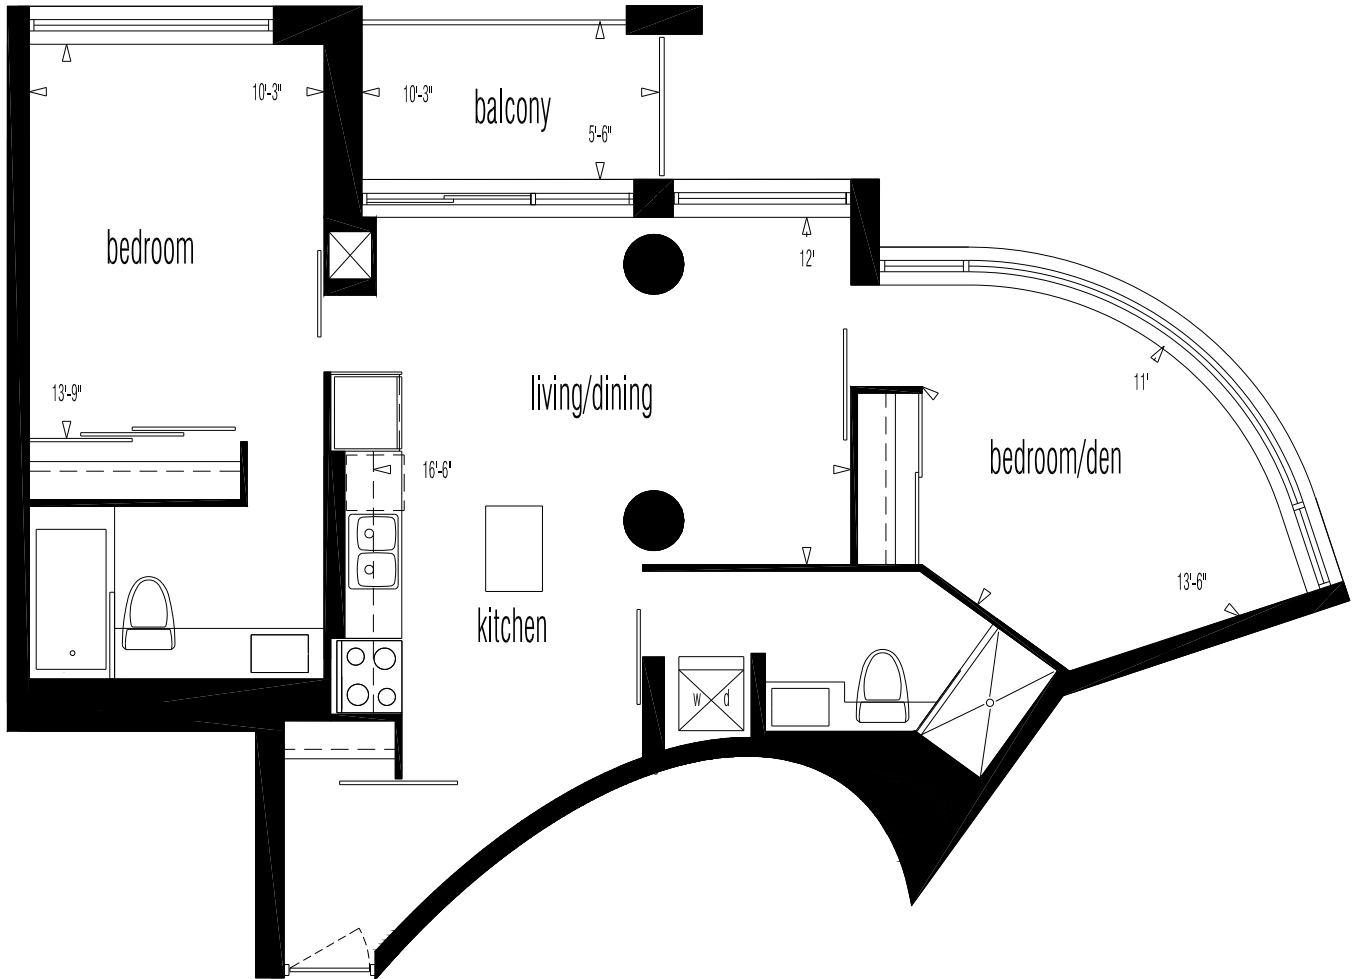 10'-3"
10'-3"
balcony
5'-6"
bedroom
12'
11'
13'-9"
living/dining
bedroom/den
16'-6"
13'-6"
kitchen
w d